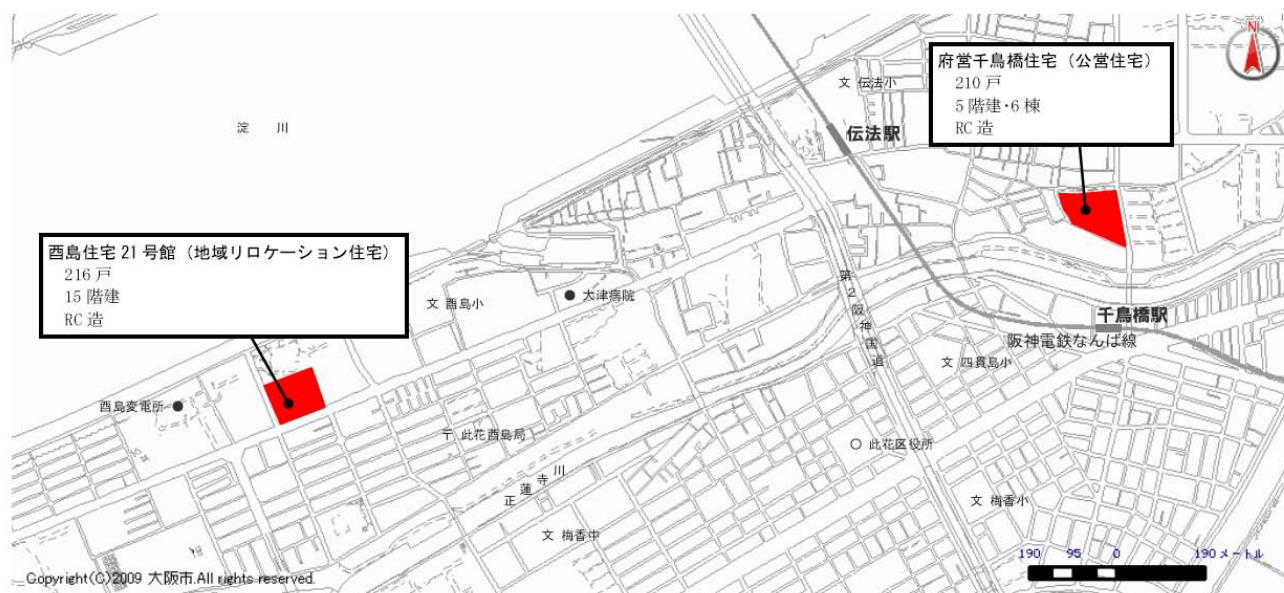 N
府営千鳥橋住宅（公営住宅）
210 戸
5 階建・6 棟
RC 造
文 伝法小
伝法駅
淀 川
酉島住宅 21 号館（地域リロケーション住宅）
216 戸
15 階建
RC 造
文 酉島小
大津病院
第2阪神国道
千鳥橋駅
阪神電鉄なんば線
文 四貫島小
酉島変電所
〒 此花酉島局
此花区役所
正蓮寺川
文 梅香小
文 梅香中
190 95 0 190 メートル
Copyright(C)2009 大阪市.All rights reserved.